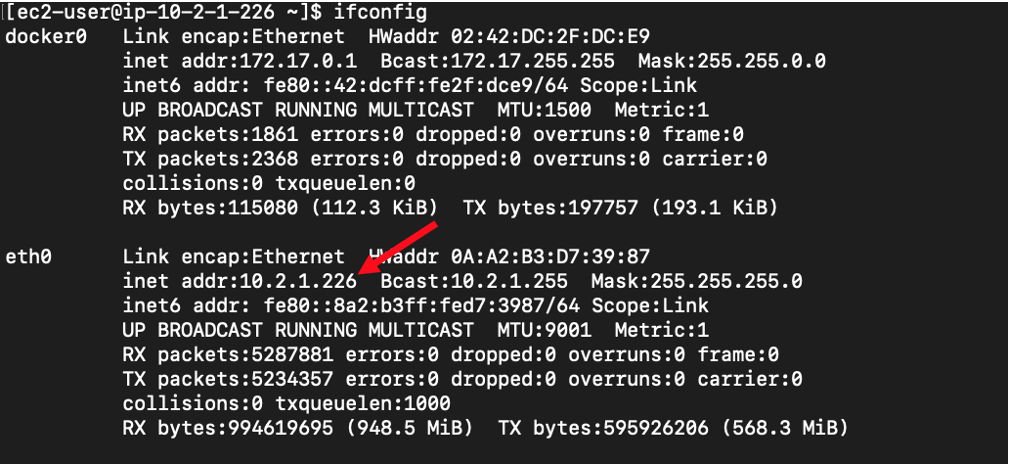 [ec2-user@ip-10-2-1-226 ~]$ ifconfig
docker0   Link encap:Ethernet  HWaddr 02:42:DC:2F:DC:E9
          inet addr:172.17.0.1  Bcast:172.17.255.255  Mask:255.255.0.0
          inet6 addr: fe80::42:dcff:fe2f:dce9/64 Scope:Link
          UP BROADCAST RUNNING MULTICAST  MTU:1500  Metric:1
          RX packets:1861 errors:0 dropped:0 overruns:0 frame:0
          TX packets:2368 errors:0 dropped:0 overruns:0 carrier:0
          collisions:0 txqueuelen:0
          RX bytes:115080 (112.3 KiB)  TX bytes:197757 (193.1 KiB)
eth0      Link encap:Ethernet  HWaddr 0A:A2:B3:D7:39:87
          inet addr:10.2.1.226  Bcast:10.2.1.255  Mask:255.255.255.0
          inet6 addr: fe80::8a2:b3ff:fed7:3987/64 Scope:Link
          UP BROADCAST RUNNING MULTICAST  MTU:9001  Metric:1
          RX packets:5287881 errors:0 dropped:0 overruns:0 frame:0
          TX packets:5234357 errors:0 dropped:0 overruns:0 carrier:0
          collisions:0 txqueuelen:1000
          RX bytes:994619695 (948.5 MiB)  TX bytes:595926206 (568.3 MiB)